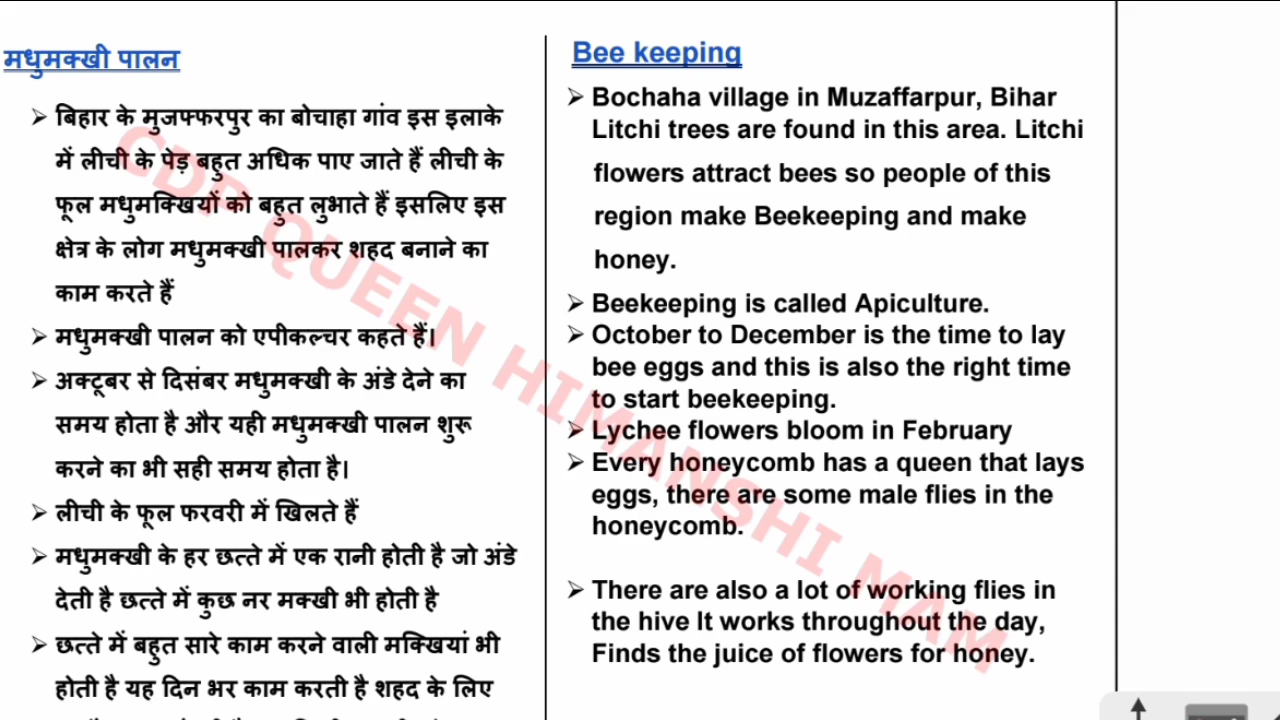 मधुमक्खी पालन
➢ बिहार के मुजफ्फरपुर का बोचाहा गांव इस इलाके
में लीची के पेड़ बहुत अधिक पाए जाते हैं लीची के
फूल मधुमक्खियों को बहुत लुभाते हैं इसलिए इस
क्षेत्र के लोग मधुमक्खी पालकर शहद बनाने का
काम करते हैं
➢ मधुमक्खी पालन को एपीकल्चर कहते हैं।
➢ अक्टूबर से दिसंबर मधुमक्खी के अंडे देने का
समय होता है और यही मधुमक्खी पालन शुरू
करने का भी सही समय होता है।
➢ लीची के फूल फरवरी में खिलते हैं
➢ मधुमक्खी के हर छत्ते में एक रानी होती है जो अंडे
देती है छत्ते में कुछ नर मक्खी भी होती है
➢ छत्ते में बहुत सारे काम करने वाली मक्खियां भी
होती है यह दिन भर काम करती है शहद के लिए
Bee keeping
➢ Bochaha village in Muzaffarpur, Bihar
Litchi trees are found in this area. Litchi
flowers attract bees so people of this
region make Beekeeping and make
honey.
➢ Beekeeping is called Apiculture.
➢ October to December is the time to lay
bee eggs and this is also the right time
to start beekeeping.
➢ Lychee flowers bloom in February
➢ Every honeycomb has a queen that lays
eggs, there are some male flies in the
honeycomb.
➢ There are also a lot of working flies in
the hive It works throughout the day,
Finds the juice of flowers for honey.
CDP QUEEN HIMANSHI MAM